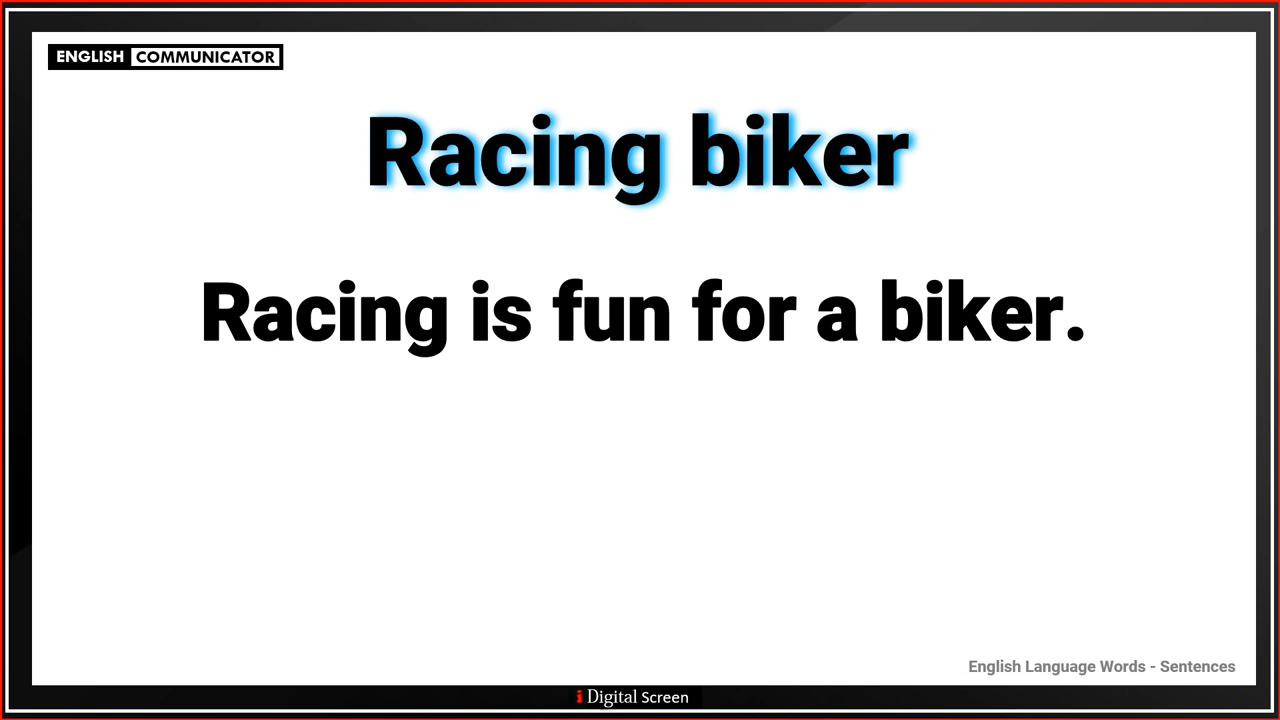 ENGLISH COMMUNICATOR
Racing biker
Racing is fun for a biker.
English Language Words - Sentences
i Digital Screen